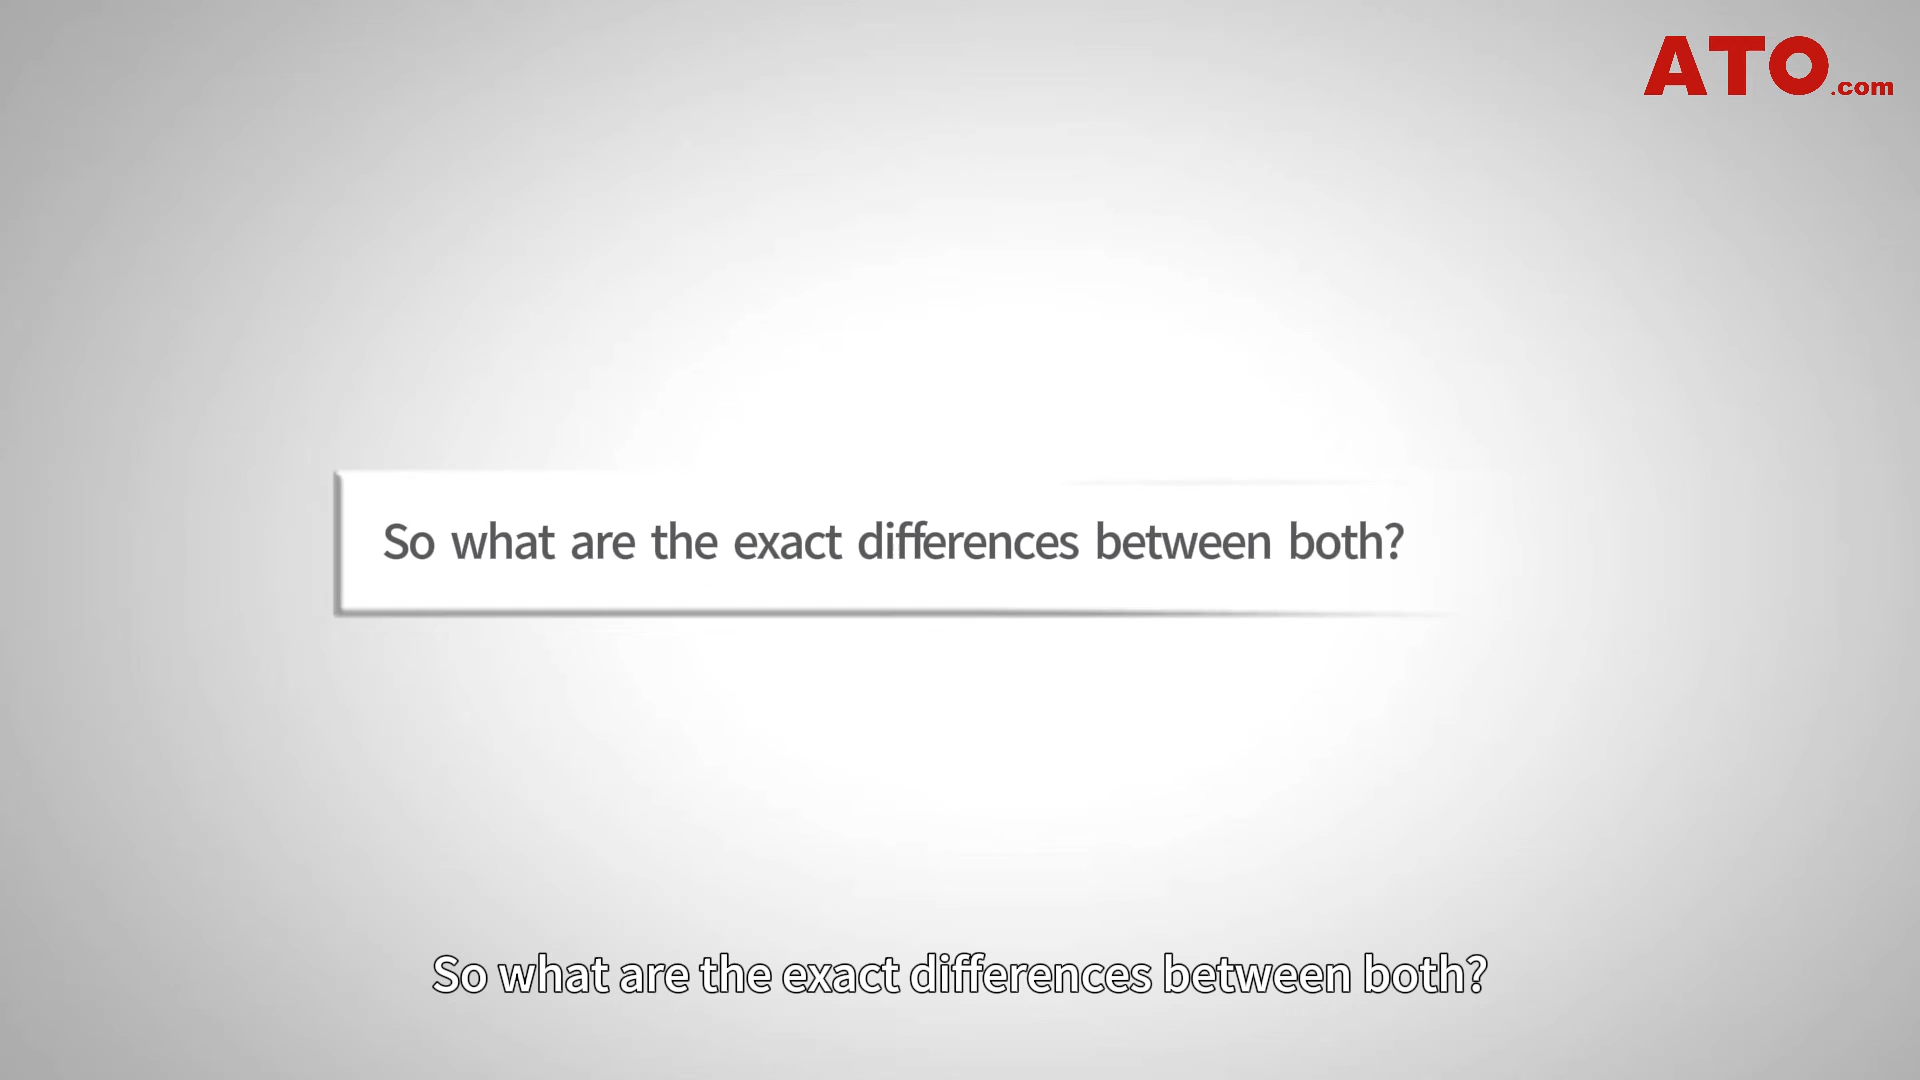 ATO.com
So what are the exact differences between both?
So what are the exact differences between both?